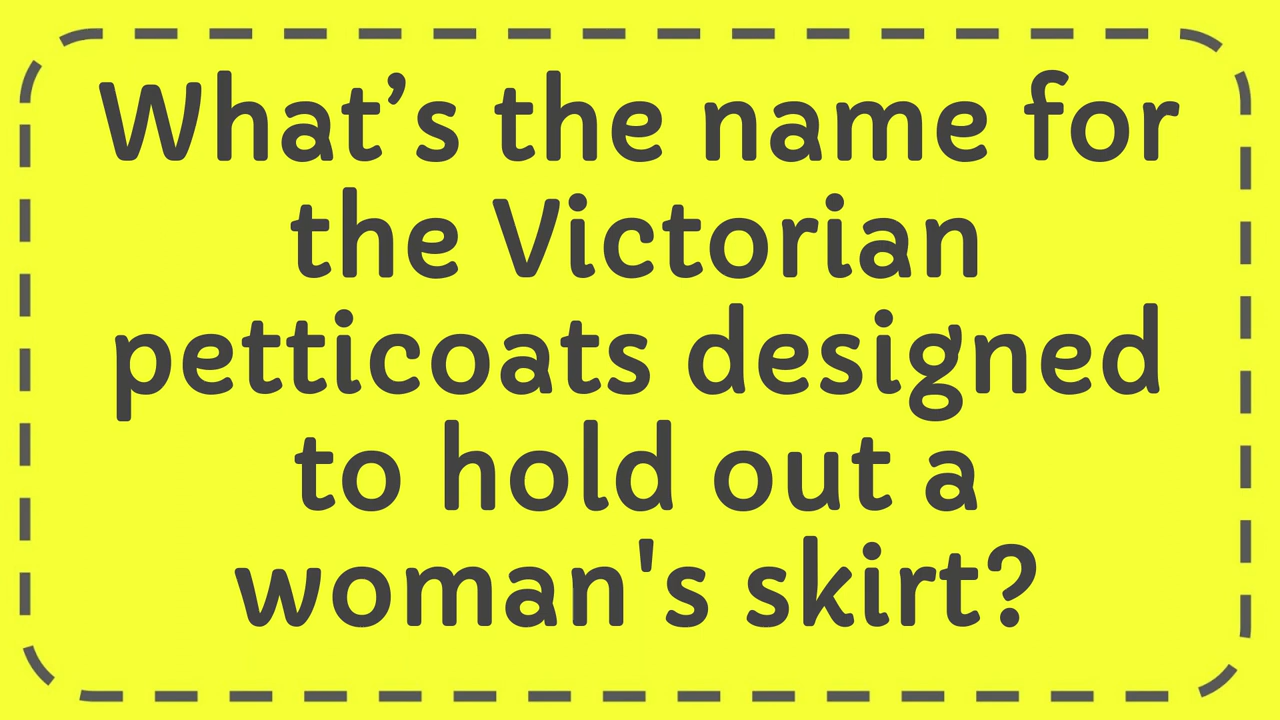 What’s the name for
the Victorian
petticoats designed
to hold out a
woman's skirt?